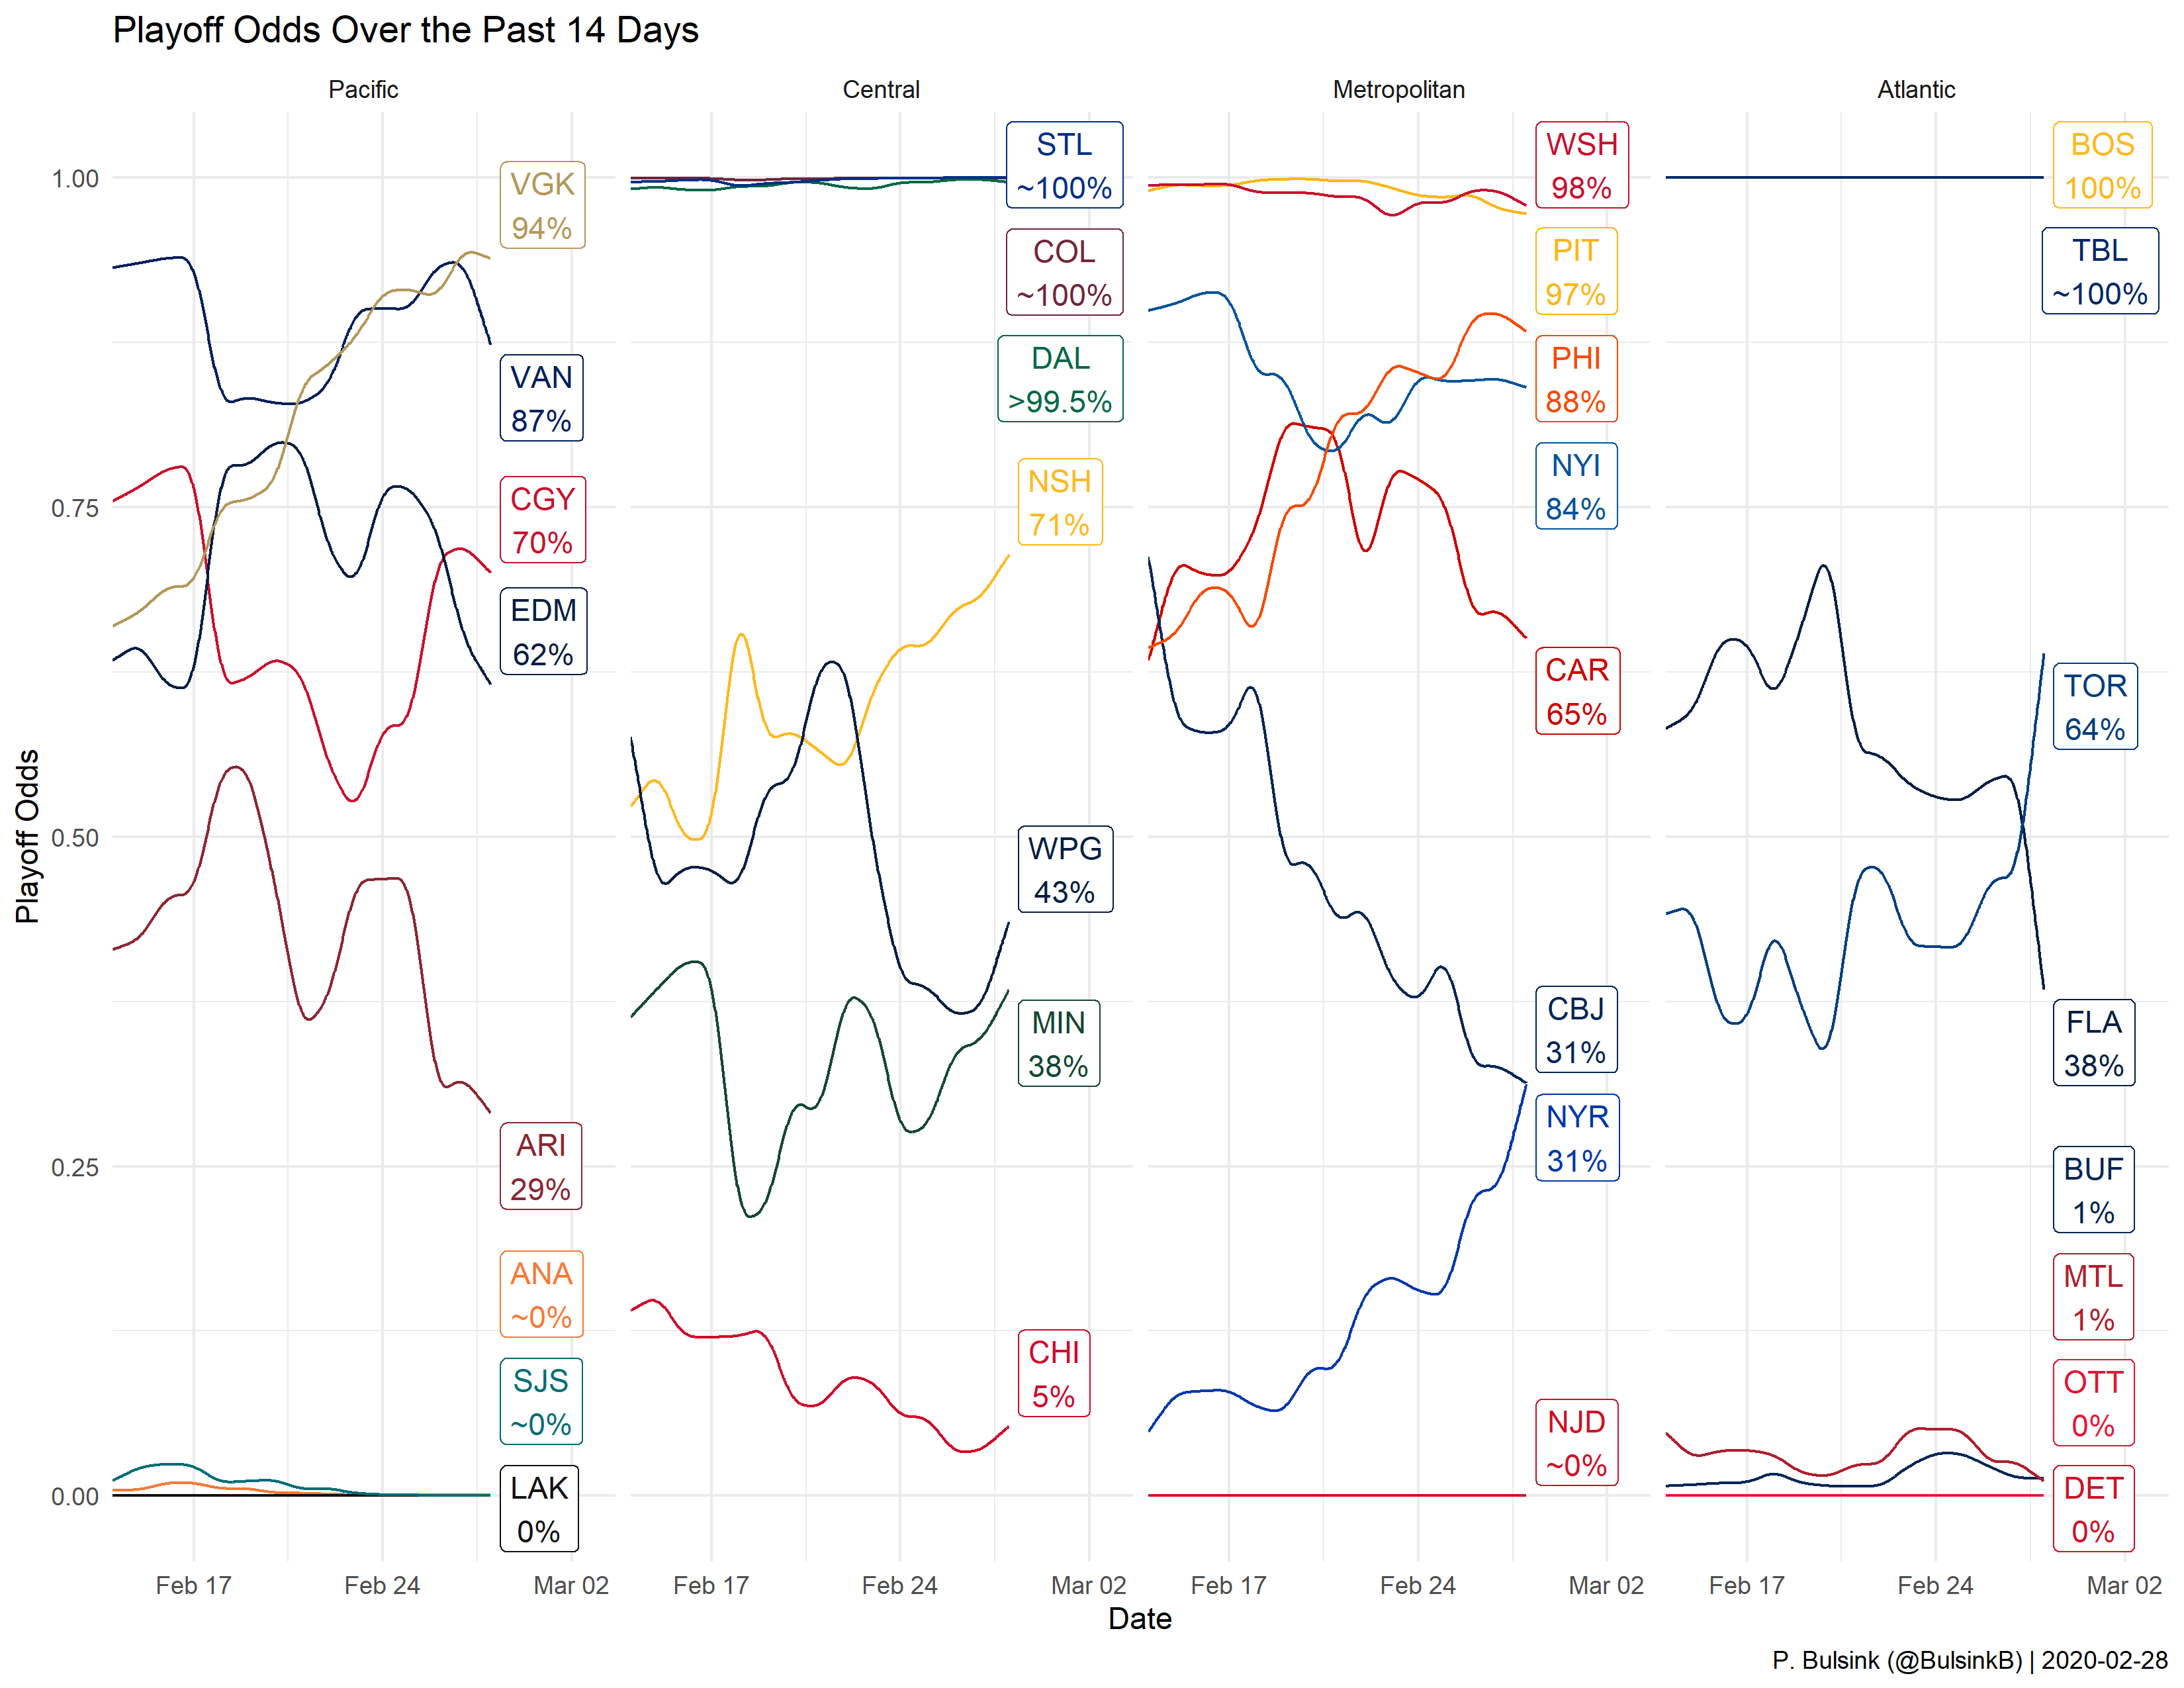 Playoff Odds Over the Past 14 Days
Pacific
Central
Metropolitan
Atlantic
Playoff Odds
1.00
0.75
0.50
0.25
0.00
VGK
94%
VAN
87%
CGY
70%
EDM
62%
ARI
29%
ANA
~0%
SJS
~0%
LAK
0%
STL
~100%
COL
~100%
DAL
>99.5%
NSH
71%
WPG
43%
MIN
38%
CHI
5%
WSH
98%
PIT
97%
PHI
88%
NYI
84%
CAR
65%
CBJ
31%
NYR
31%
NJD
~0%
BOS
100%
TBL
~100%
TOR
64%
FLA
38%
BUF
1%
MTL
1%
OTT
0%
DET
0%
Feb 17
Feb 24
Mar 02
Feb 17
Feb 24
Mar 02
Feb 17
Feb 24
Mar 02
Feb 17
Feb 24
Mar 02
Date
P. Bulsink (@BulsinkB) | 2020-02-28